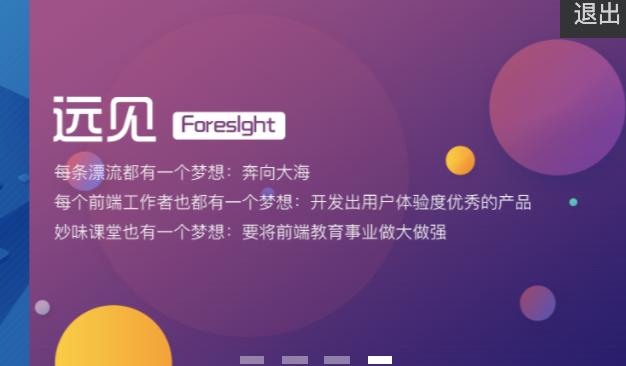 退出
远见 Foresight
每条漂流都有一个梦想：奔向大海
每个前端工作者也都有一个梦想：开发出用户体验度优秀的产品
妙味课堂也有一个梦想：要将前端教育事业做大做强